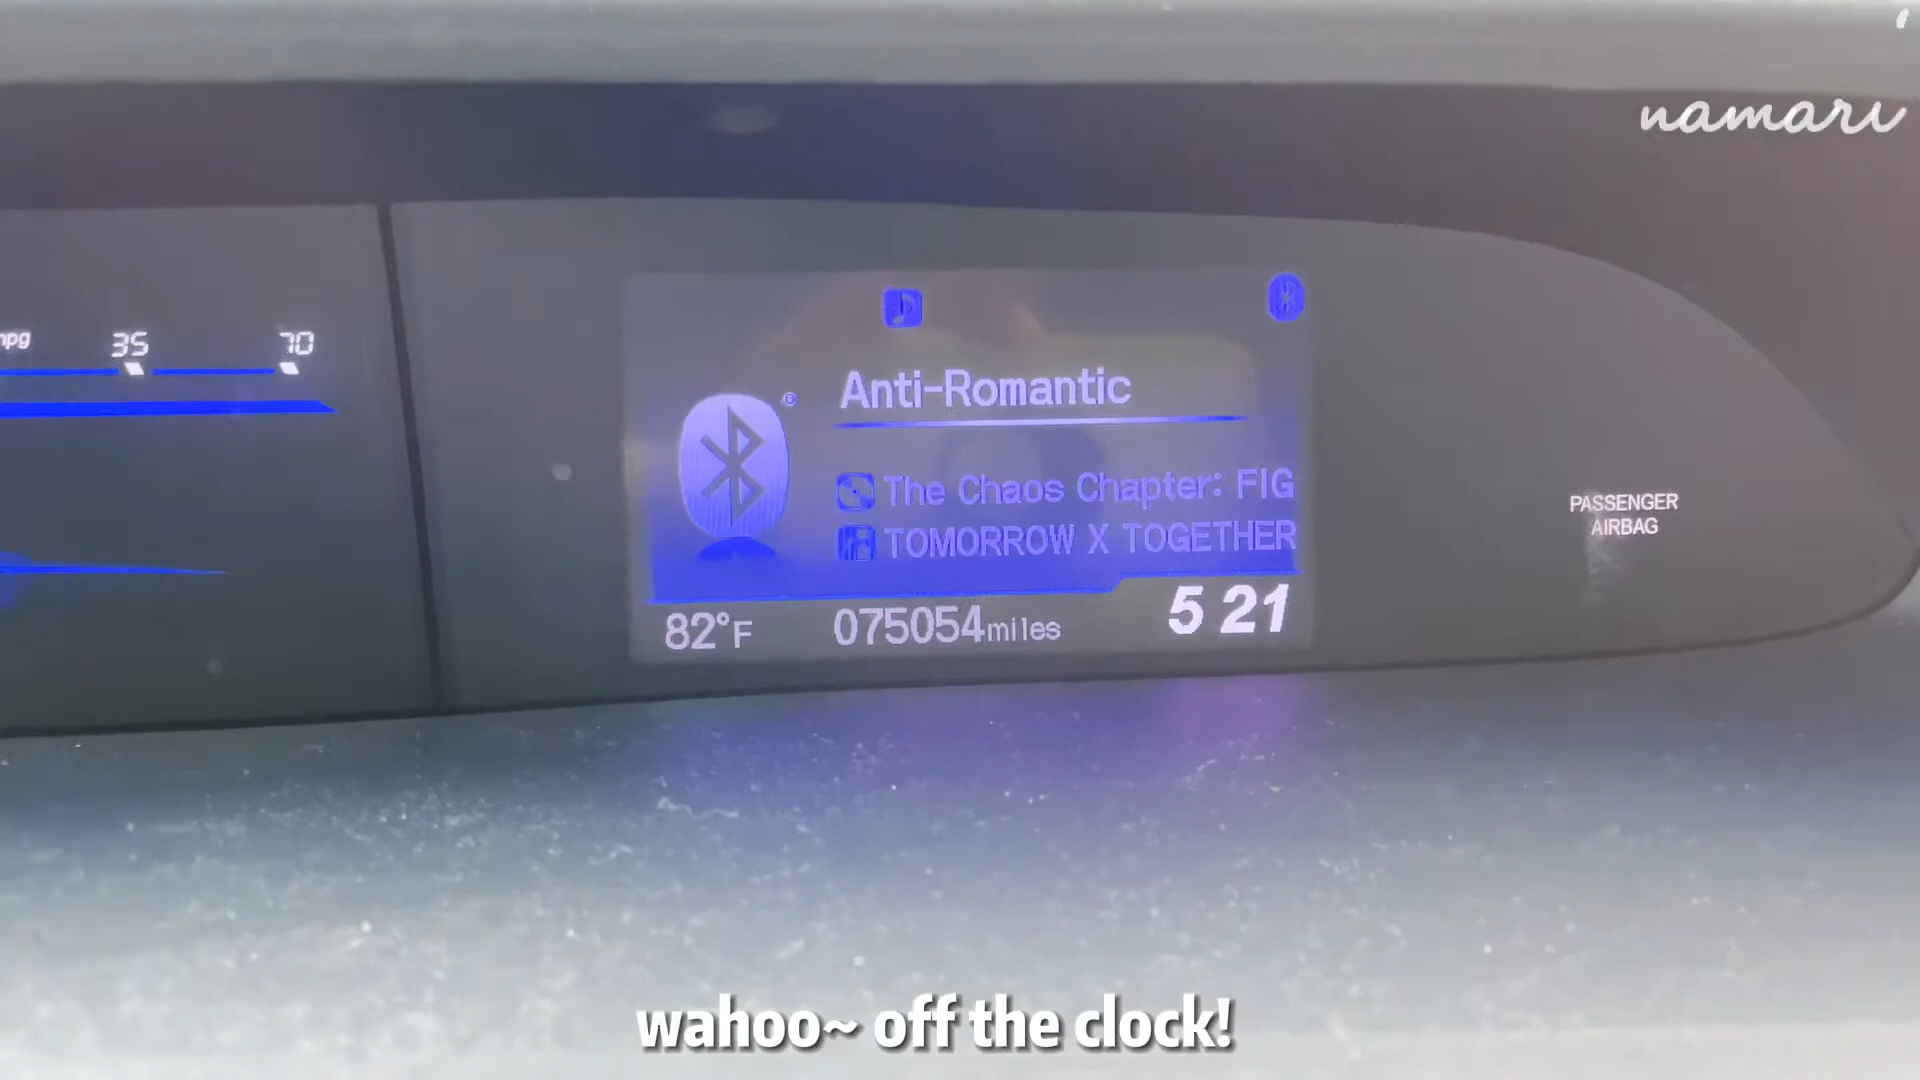 namari
mpg 35 70
Anti-Romantic
The Chaos Chapter: FIG
TOMORROW X TOGETHER
82°F 075054miles 5 21
PASSENGER
AIRBAG
wahoo~ off the clock!